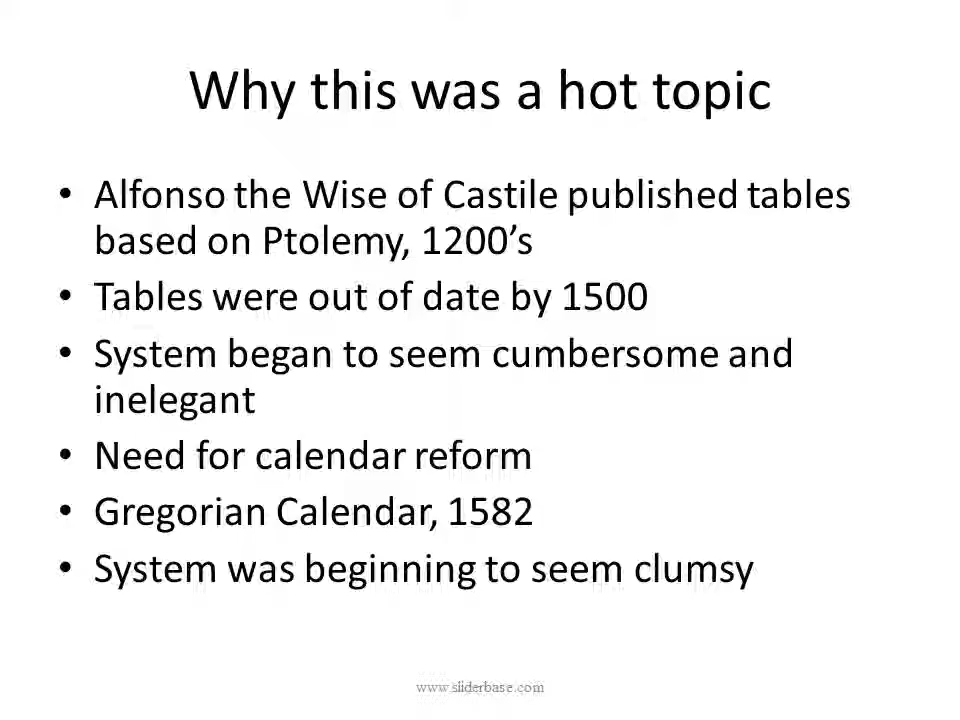 Why this was a hot topic
• Alfonso the Wise of Castile published tables
based on Ptolemy, 1200’s
• Tables were out of date by 1500
• System began to seem cumbersome and
inelegant
• Need for calendar reform
• Gregorian Calendar, 1582
• System was beginning to seem clumsy
www.sliderbase.com